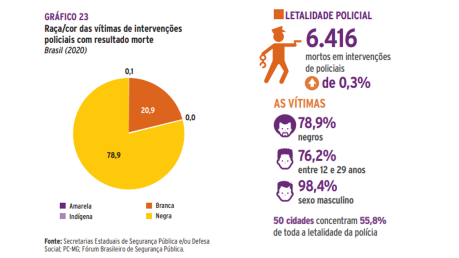 GRÁFICO 23
Raça/cor das vítimas de intervenções
policiais com resultado morte
Brasil (2020)
0,1
20,9
0,0
78,9
Amarela
Branca
Indígena
Negra
Fonte: Secretarias Estaduais de Segurança Pública e/ou Defesa
Social; PC-MG; Fórum Brasileiro de Segurança Pública.
LETALIDADE POLICIAL
6.416
mortos em intervenções
de policiais
de 0,3%
AS VÍTIMAS
78,9%
negros
76,2%
entre 12 e 29 anos
98,4%
sexo masculino
50 cidades concentram 55,8%
de toda a letalidade da polícia